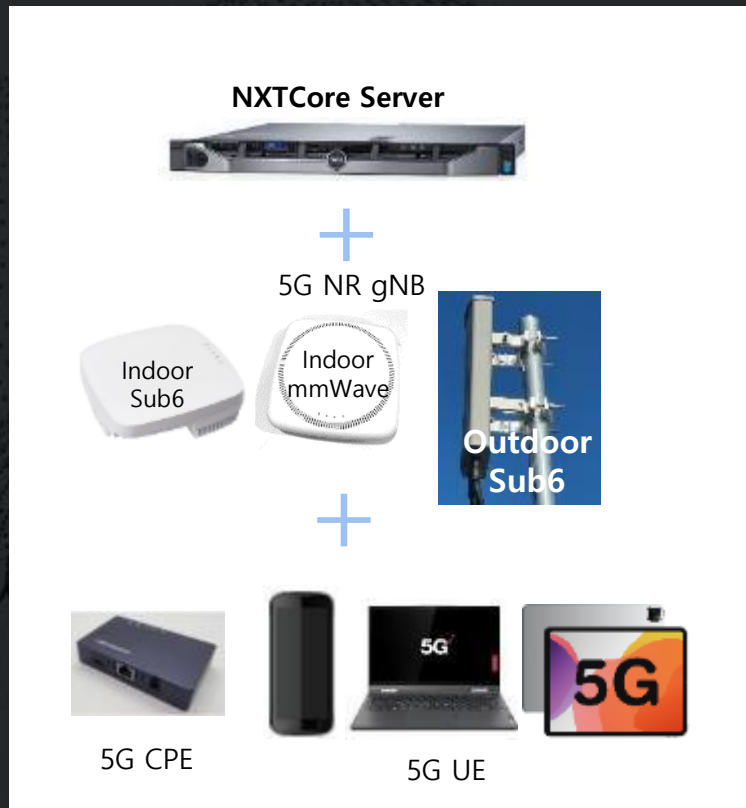 NXTCore Server
5G NR gNB
Indoor
Sub6
Indoor
mmWave
Outdoor
Sub6
5G
5G
5G CPE
5G UE